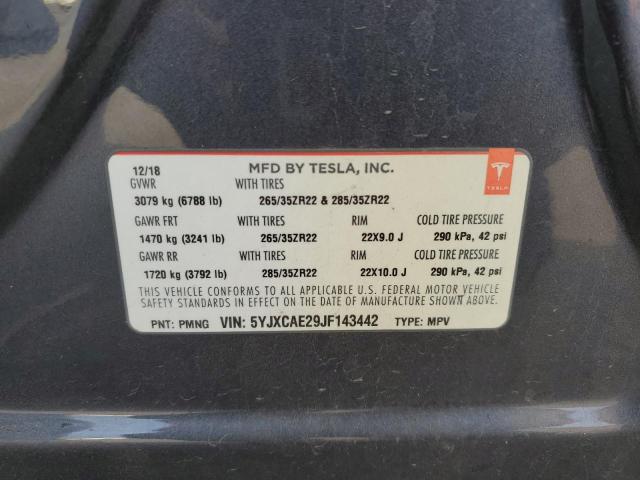 12/18 MFD BY TESLA, INC.
GVWR WITH TIRES
3079 kg (6788 lb) 265/35ZR22 & 285/35ZR22
GAWR FRT WITH TIRES RIM COLD TIRE PRESSURE
1470 kg (3241 lb) 265/35ZR22 22X9.0 J 290 kPa, 42 psi
GAWR RR WITH TIRES RIM COLD TIRE PRESSURE
1720 kg (3792 lb) 285/35ZR22 22X10.0 J 290 kPa, 42 psi
THIS VEHICLE CONFORMS TO ALL APPLICABLE U.S. FEDERAL MOTOR VEHICLE
SAFETY STANDARDS IN EFFECT ON THE DATE OF MANUFACTURE SHOWN ABOVE.
PNT: PMNG VIN: 5YJXCAE29JF143442 TYPE: MPV
TESLA